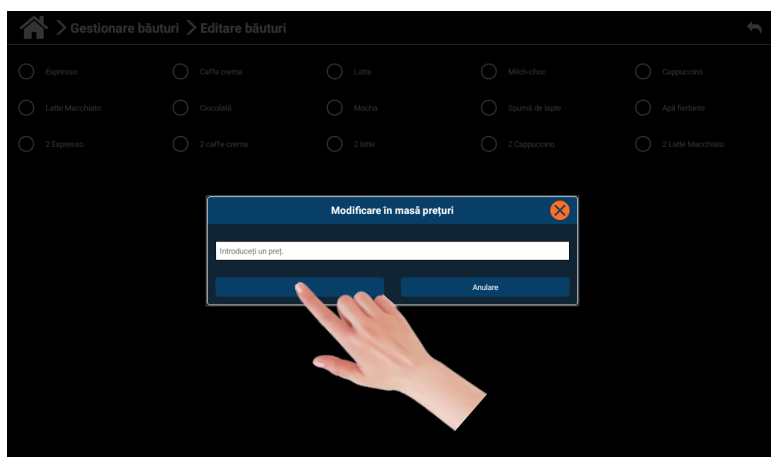 Gestionare băuturi Editare băuturi
Espresso Caffe crema Latte Milch-choc Cappuccino
Latte Macchiato Ciocolată Mocha Spumă de lapte Apă fierbinte
2 Espresso 2 caffe crema 2 latte 2 Cappuccino 2 Latte Macchiato
Modificare în masă prețuri
Introduceți un preț.
Anulare